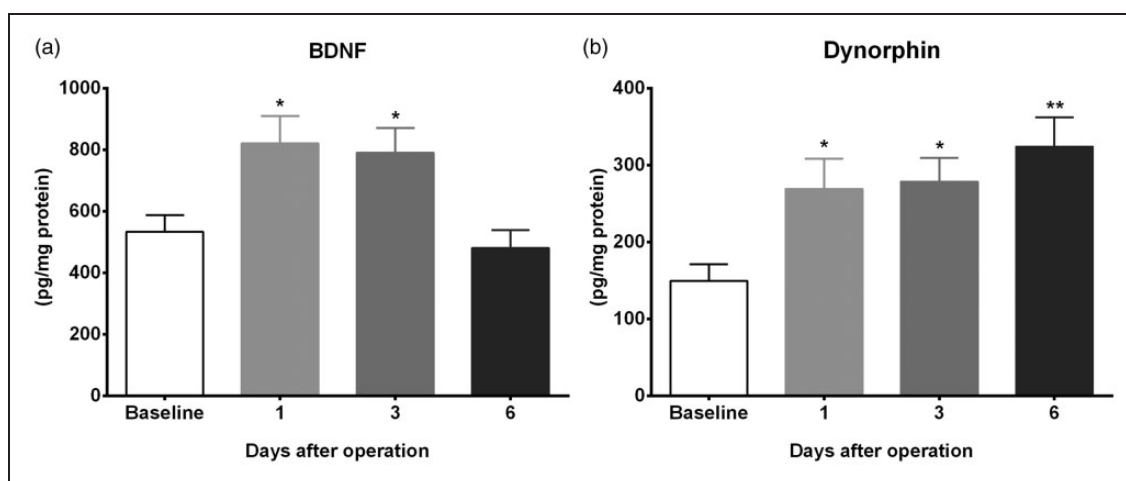 (a)
BDNF
1000
800
600
400
200
0
(pg/mg protein)
*
*
Baseline 1 3 6
Days after operation
(b)
Dynorphin
400
300
200
100
0
(pg/mg protein)
*
*
**
Baseline 1 3 6
Days after operation